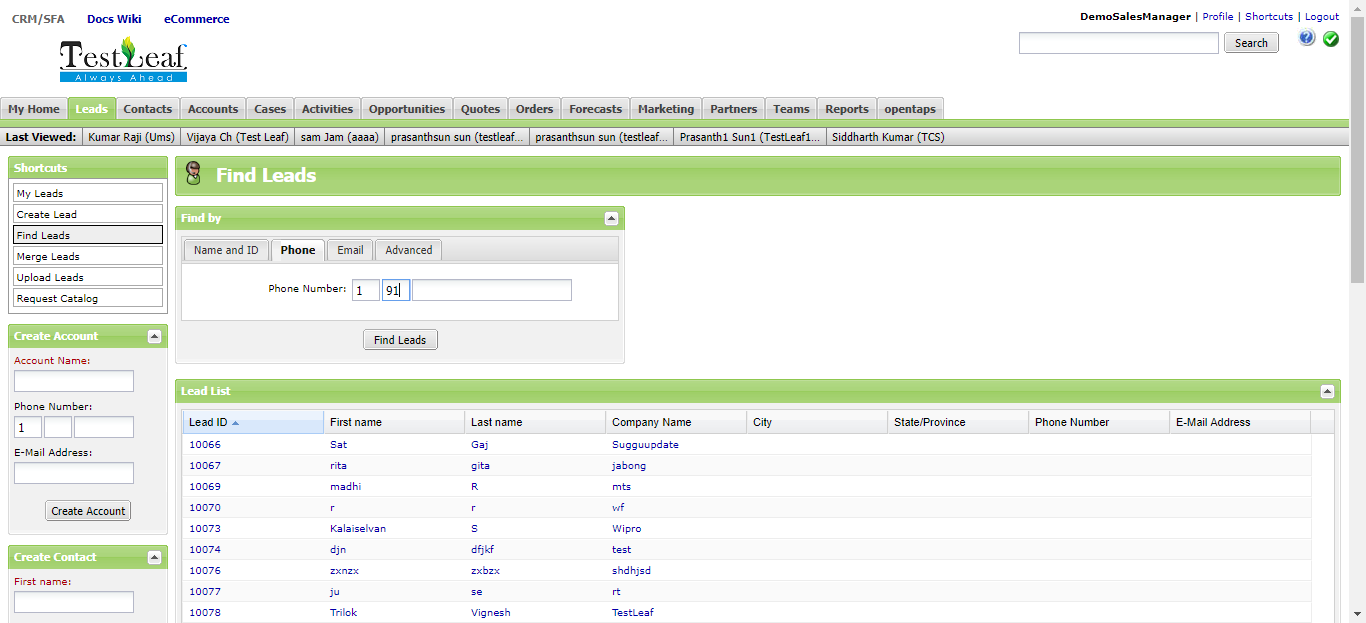 CRM/SFA Docs Wiki eCommerce
DemoSalesManager | Profile | Shortcuts | Logout
TestLeaf
Always Ahead
Search
My Home Leads Contacts Accounts Cases Activities Opportunities Quotes Orders Forecasts Marketing Partners Teams Reports opentaps
Last Viewed: Kumar Raji (Ums) Vijaya Ch (Test Leaf) sam Jam (aaaa) prasanthsun sun (testleaf... prasanthsun sun (testleaf... Prasanth1 Sun1 (TestLeaf1... Siddharth Kumar (TCS)
Shortcuts
My Leads
Create Lead
Find Leads
Merge Leads
Upload Leads
Request Catalog
Create Account
Account Name:
Phone Number:
1
E-Mail Address:
Create Account
Create Contact
First name:
Find Leads
Find by
Name and ID Phone Email Advanced
Phone Number: 1 91
Find Leads
Lead List
Lead ID First name Last name Company Name City State/Province Phone Number E-Mail Address
10066 Sat Gaj Sugguupdate
10067 rita gita jabong
10069 madhi R mts
10070 r r wf
10073 Kalaiselvan S Wipro
10074 djn dfjkf test
10076 zxnzx zxbzx shdhjsd
10077 ju se rt
10078 Trilok Vignesh TestLeaf